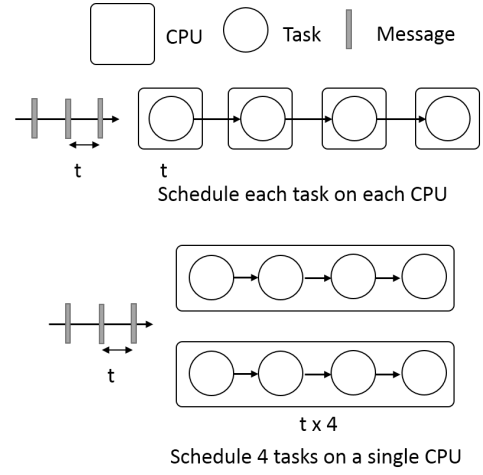 CPU
Task
Message
t
t
Schedule each task on each CPU
t
t x 4
Schedule 4 tasks on a single CPU